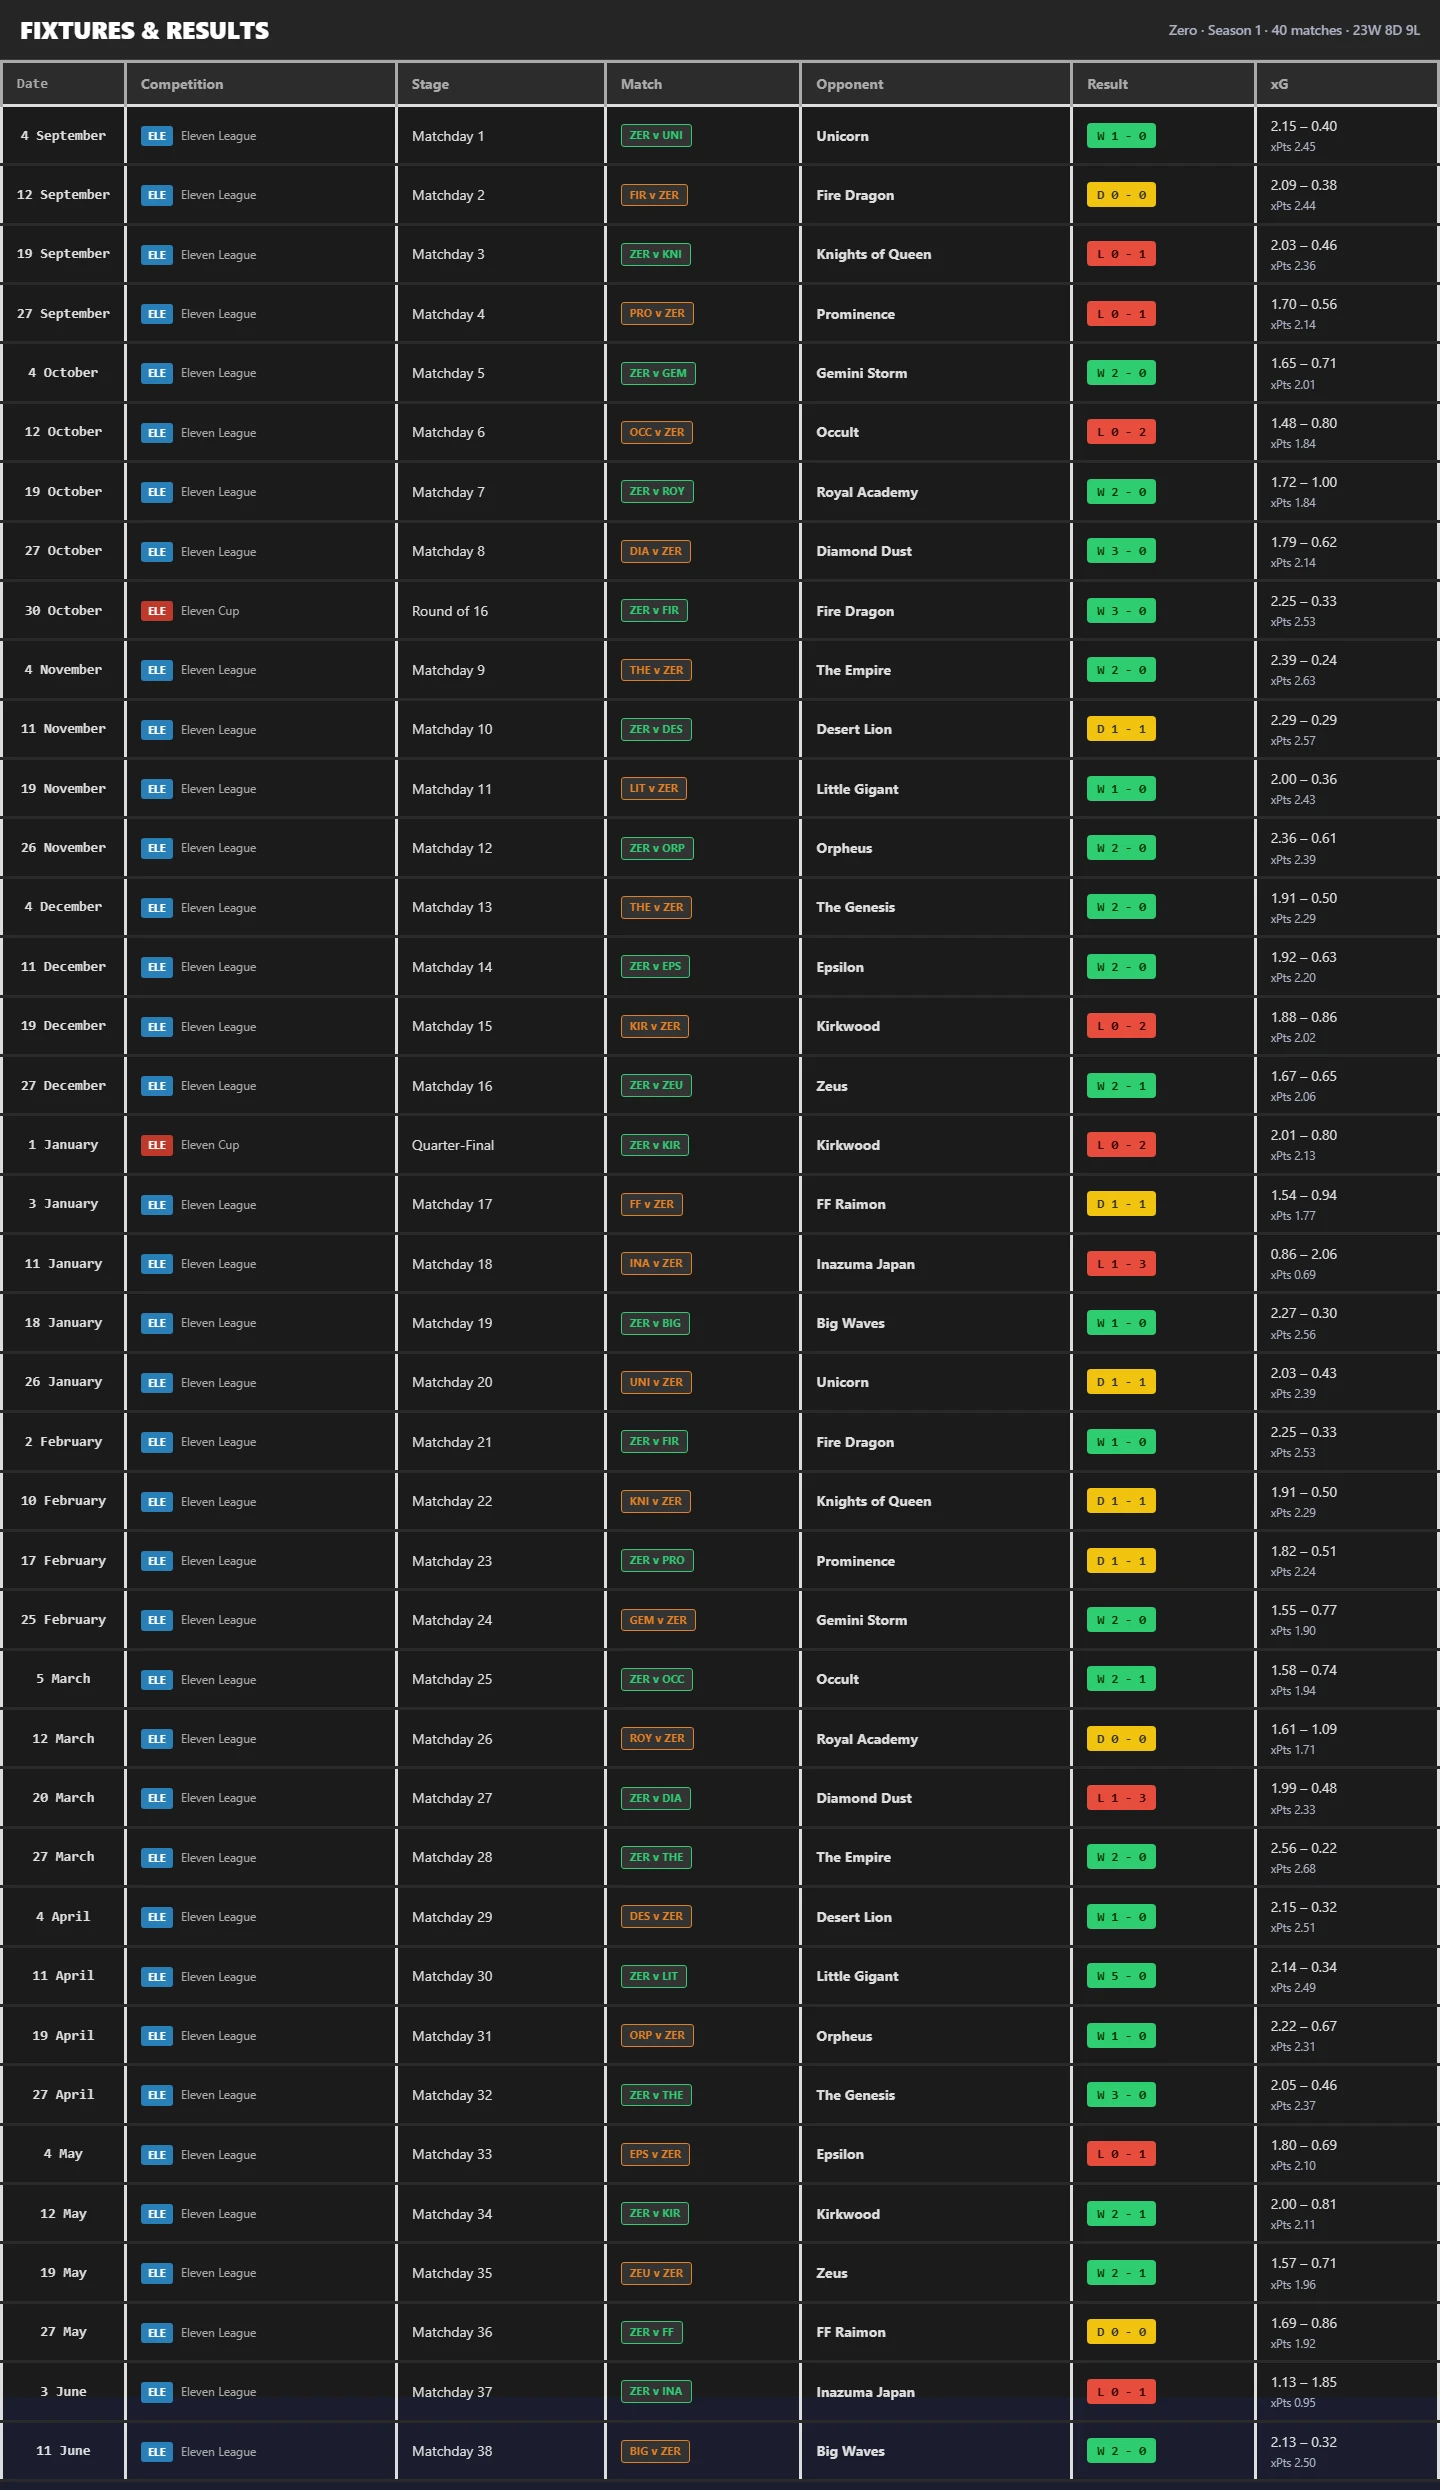 FIXTURES & RESULTS
Zero · Season 1 · 40 matches · 23W 8D 9L
Date Competition Stage Match Opponent Result xG
4 September ELE Eleven League Matchday 1 ZER v UNI Unicorn W 1 - 0 2.15 – 0.40
xPts 2.45
12 September ELE Eleven League Matchday 2 FIR v ZER Fire Dragon D 0 - 0 2.09 – 0.38
xPts 2.44
19 September ELE Eleven League Matchday 3 ZER v KNI Knights of Queen L 0 - 1 2.03 – 0.46
xPts 2.36
27 September ELE Eleven League Matchday 4 PRO v ZER Prominence L 0 - 1 1.70 – 0.56
xPts 2.14
4 October ELE Eleven League Matchday 5 ZER v GEM Gemini Storm W 2 - 0 1.65 – 0.71
xPts 2.01
12 October ELE Eleven League Matchday 6 OCC v ZER Occult L 0 - 2 1.48 – 0.80
xPts 1.84
19 October ELE Eleven League Matchday 7 ZER v ROY Royal Academy W 2 - 0 1.72 – 1.00
xPts 1.84
27 October ELE Eleven League Matchday 8 DIA v ZER Diamond Dust W 3 - 0 1.79 – 0.62
xPts 2.14
30 October ELE Eleven Cup Round of 16 ZER v FIR Fire Dragon W 3 - 0 2.25 – 0.33
xPts 2.53
4 November ELE Eleven League Matchday 9 THE v ZER The Empire W 2 - 0 2.39 – 0.24
xPts 2.63
11 November ELE Eleven League Matchday 10 ZER v DES Desert Lion D 1 - 1 2.29 – 0.29
xPts 2.57
19 November ELE Eleven League Matchday 11 LIT v ZER Little Gigant W 1 - 0 2.00 – 0.36
xPts 2.43
26 November ELE Eleven League Matchday 12 ZER v ORP Orpheus W 2 - 0 2.36 – 0.61
xPts 2.39
4 December ELE Eleven League Matchday 13 THE v ZER The Genesis W 2 - 0 1.91 – 0.50
xPts 2.29
11 December ELE Eleven League Matchday 14 ZER v EPS Epsilon W 2 - 0 1.92 – 0.63
xPts 2.20
19 December ELE Eleven League Matchday 15 KIR v ZER Kirkwood L 0 - 2 1.88 – 0.86
xPts 2.02
27 December ELE Eleven League Matchday 16 ZER v ZEU Zeus W 2 - 1 1.67 – 0.65
xPts 2.06
1 January ELE Eleven Cup Quarter-Final ZER v KIR Kirkwood L 0 - 2 2.01 – 0.80
xPts 2.13
3 January ELE Eleven League Matchday 17 FF v ZER FF Raimon D 1 - 1 1.54 – 0.94
xPts 1.77
11 January ELE Eleven League Matchday 18 INA v ZER Inazuma Japan L 1 - 3 0.86 – 2.06
xPts 0.69
18 January ELE Eleven League Matchday 19 ZER v BIG Big Waves W 1 - 0 2.27 – 0.30
xPts 2.56
26 January ELE Eleven League Matchday 20 UNI v ZER Unicorn D 1 - 1 2.03 – 0.43
xPts 2.39
2 February ELE Eleven League Matchday 21 ZER v FIR Fire Dragon W 1 - 0 2.25 – 0.33
xPts 2.53
10 February ELE Eleven League Matchday 22 KNI v ZER Knights of Queen D 1 - 1 1.91 – 0.50
xPts 2.29
17 February ELE Eleven League Matchday 23 ZER v PRO Prominence D 1 - 1 1.82 – 0.51
xPts 2.24
25 February ELE Eleven League Matchday 24 GEM v ZER Gemini Storm W 2 - 0 1.55 – 0.77
xPts 1.90
5 March ELE Eleven League Matchday 25 ZER v OCC Occult W 2 - 1 1.58 – 0.74
xPts 1.94
12 March ELE Eleven League Matchday 26 ROY v ZER Royal Academy D 0 - 0 1.61 – 1.09
xPts 1.71
20 March ELE Eleven League Matchday 27 ZER v DIA Diamond Dust L 1 - 3 1.99 – 0.48
xPts 2.33
27 March ELE Eleven League Matchday 28 ZER v THE The Empire W 2 - 0 2.56 – 0.22
xPts 2.68
4 April ELE Eleven League Matchday 29 DES v ZER Desert Lion W 1 - 0 2.15 – 0.32
xPts 2.51
11 April ELE Eleven League Matchday 30 ZER v LIT Little Gigant W 5 - 0 2.14 – 0.34
xPts 2.49
19 April ELE Eleven League Matchday 31 ORP v ZER Orpheus W 1 - 0 2.22 – 0.67
xPts 2.31
27 April ELE Eleven League Matchday 32 ZER v THE The Genesis W 3 - 0 2.05 – 0.46
xPts 2.37
4 May ELE Eleven League Matchday 33 EPS v ZER Epsilon L 0 - 1 1.80 – 0.69
xPts 2.10
12 May ELE Eleven League Matchday 34 ZER v KIR Kirkwood W 2 - 1 2.00 – 0.81
xPts 2.11
19 May ELE Eleven League Matchday 35 ZEU v ZER Zeus W 2 - 1 1.57 – 0.71
xPts 1.96
27 May ELE Eleven League Matchday 36 ZER v FF FF Raimon D 0 - 0 1.69 – 0.86
xPts 1.92
3 June ELE Eleven League Matchday 37 ZER v INA Inazuma Japan L 0 - 1 1.13 – 1.85
xPts 0.95
11 June ELE Eleven League Matchday 38 BIG v ZER Big Waves W 2 - 0 2.13 – 0.32
xPts 2.50